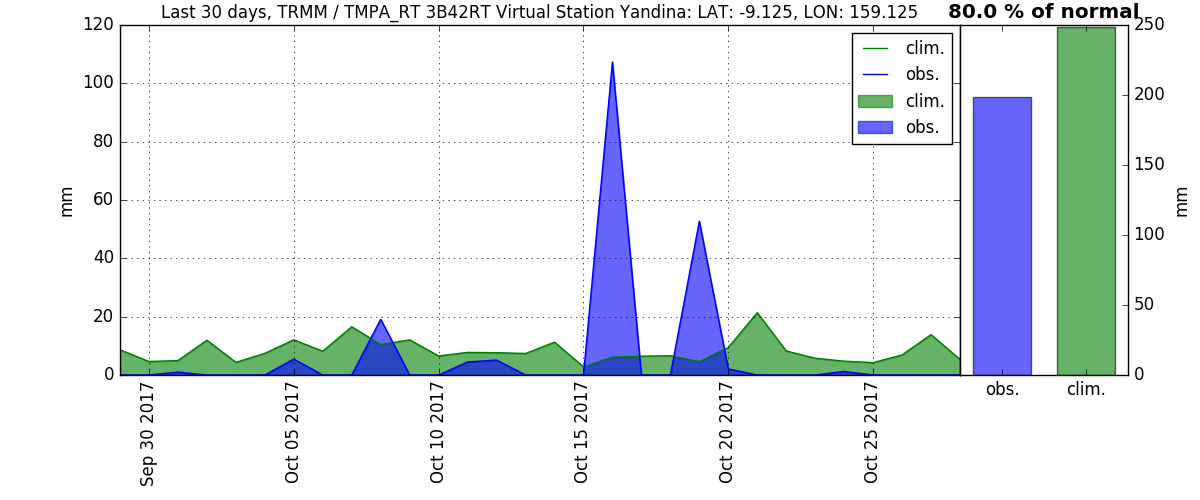 Last 30 days, TRMM / TMPA_RT 3B42RT Virtual Station Yandina: LAT: -9.125, LON: 159.125
80.0 % of normal
120
100
80
60
40
20
0
mm
clim.
obs.
clim.
obs.
250
200
150
100
50
0
mm
Sep 30 2017
Oct 05 2017
Oct 10 2017
Oct 15 2017
Oct 20 2017
Oct 25 2017
obs.
clim.